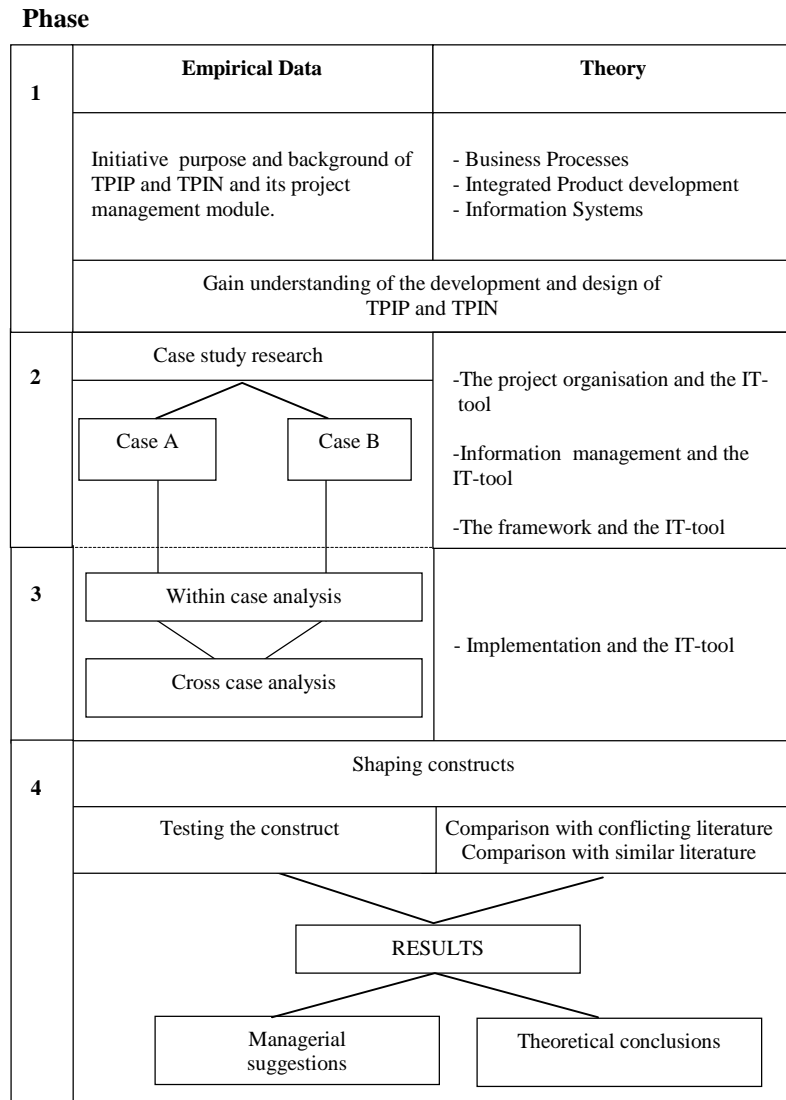 Phase
1
Empirical Data
Theory
Initiative purpose and background of
TPIP and TPIN and its project
management module.
- Business Processes
- Integrated Product development
- Information Systems
Gain understanding of the development and design of
TPIP and TPIN
2
Case study research
Case A
Case B
-The project organisation and the IT-
tool
-Information management and the
IT-tool
-The framework and the IT-tool
3
Within case analysis
Cross case analysis
- Implementation and the IT-tool
4
Shaping constructs
Testing the construct
Comparison with conflicting literature
Comparison with similar literature
RESULTS
Managerial
suggestions
Theoretical conclusions